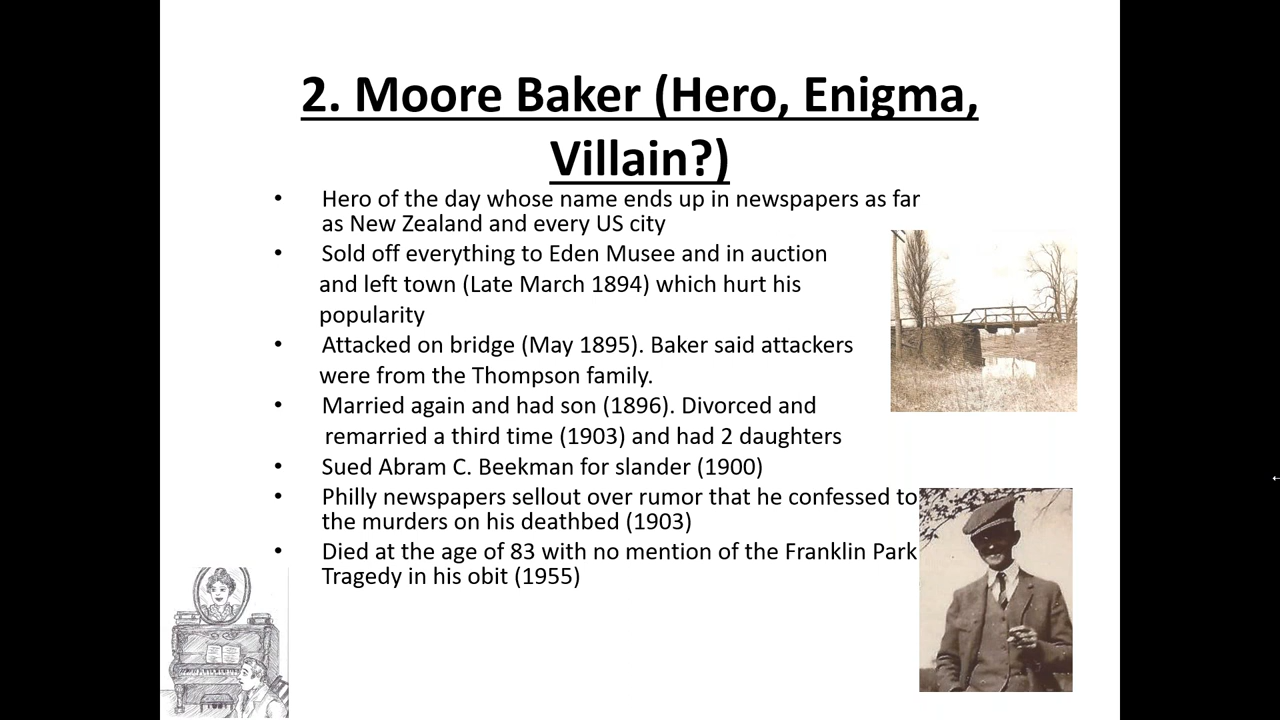 2. Moore Baker (Hero, Enigma,
Villain?)
• Hero of the day whose name ends up in newspapers as far
as New Zealand and every US city
• Sold off everything to Eden Musee and in auction
and left town (Late March 1894) which hurt his
popularity
• Attacked on bridge (May 1895). Baker said attackers
were from the Thompson family.
• Married again and had son (1896). Divorced and
remarried a third time (1903) and had 2 daughters
• Sued Abram C. Beekman for slander (1900)
• Philly newspapers sellout over rumor that he confessed to
the murders on his deathbed (1903)
• Died at the age of 83 with no mention of the Franklin Park
Tragedy in his obit (1955)